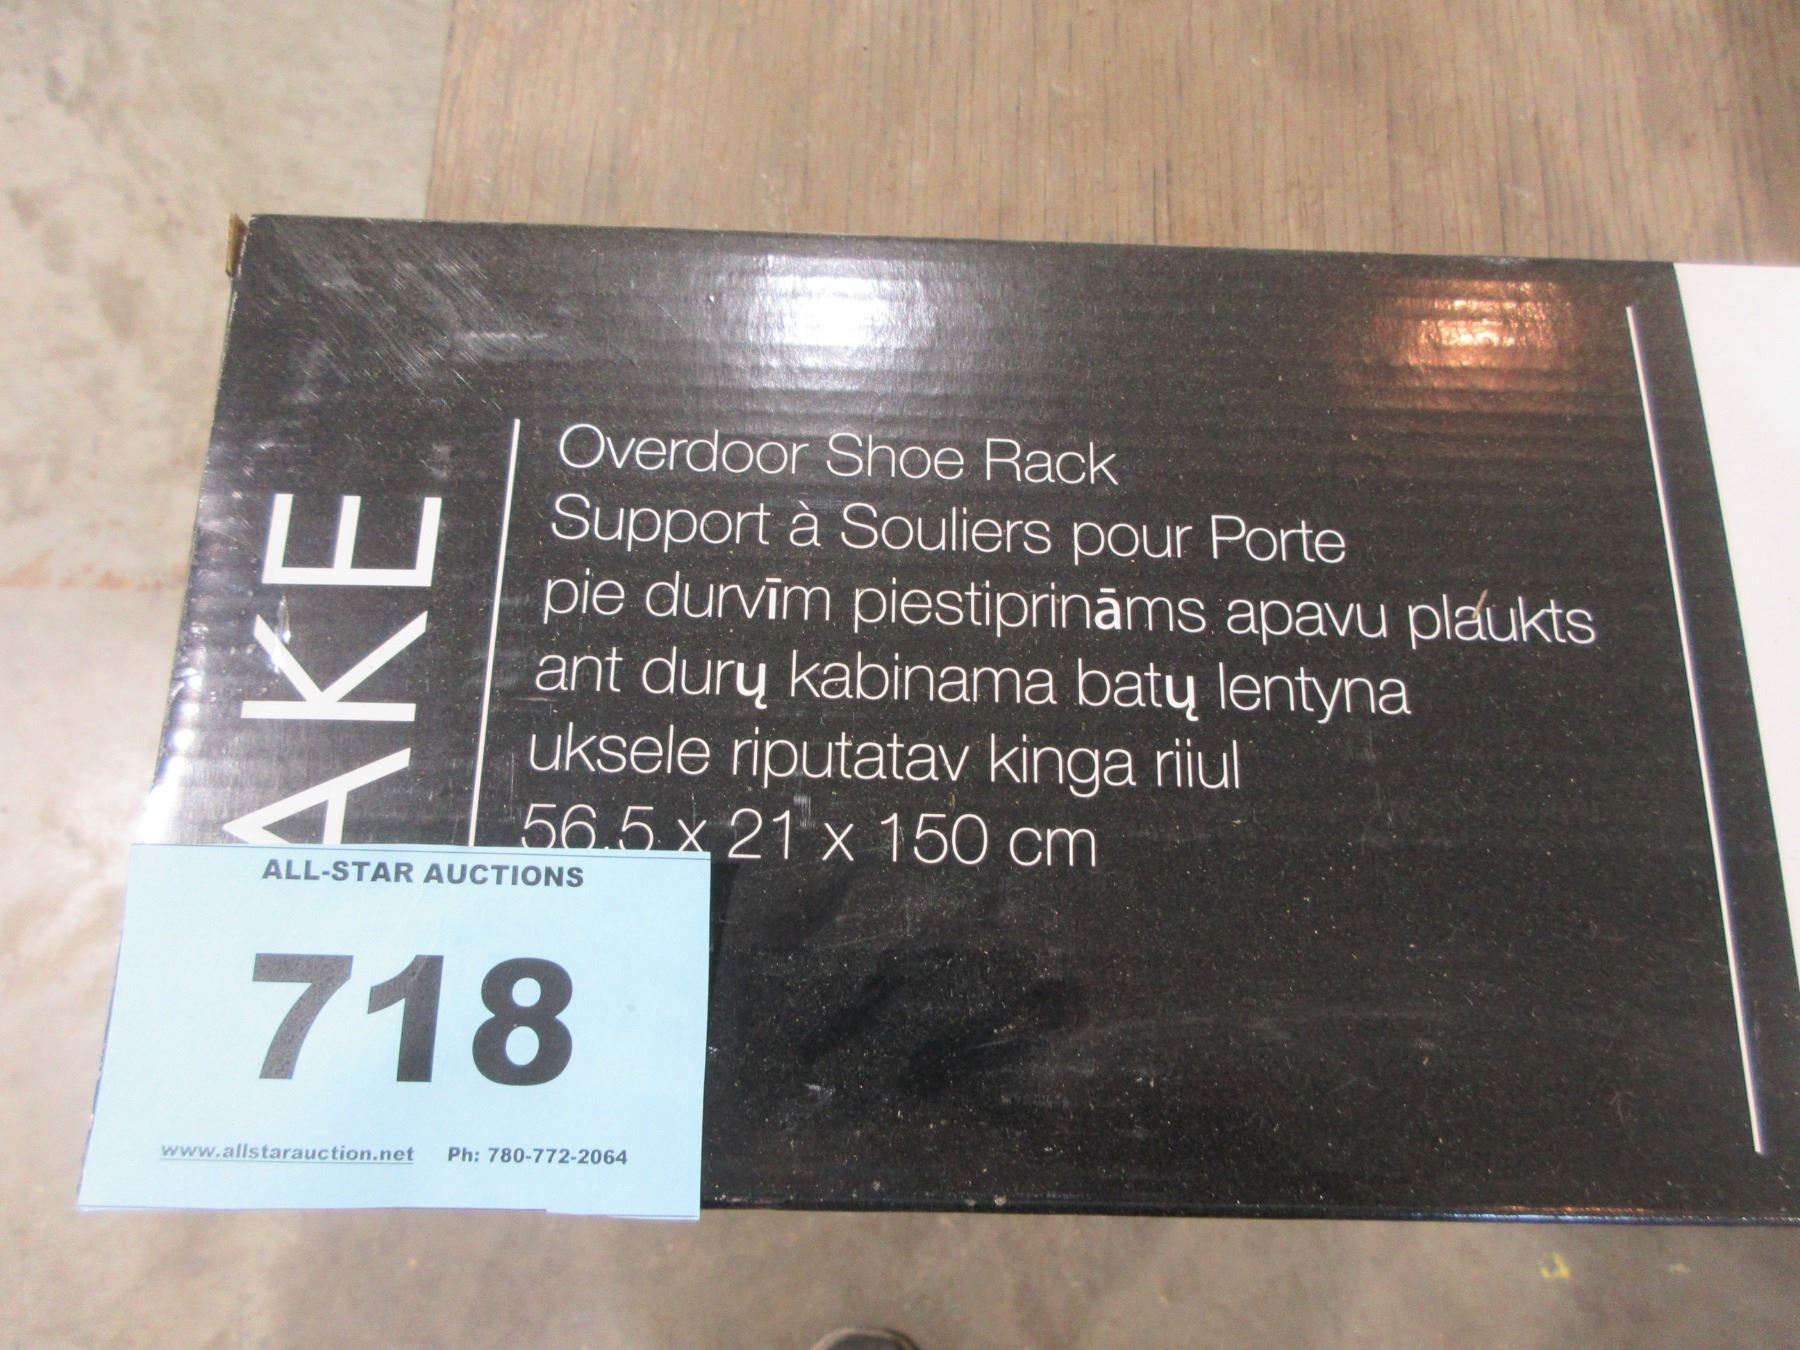 Overdoor Shoe Rack
Support à Souliers pour Porte
pie durvīm piestiprināms apavu plaukts
ant durų kabinama batų lentyna
uksele riputatav kinga riiul
56.5 x 21 x 150 cm
ALL-STAR AUCTIONS
718
www.allstarauction.net Ph: 780-772-2064